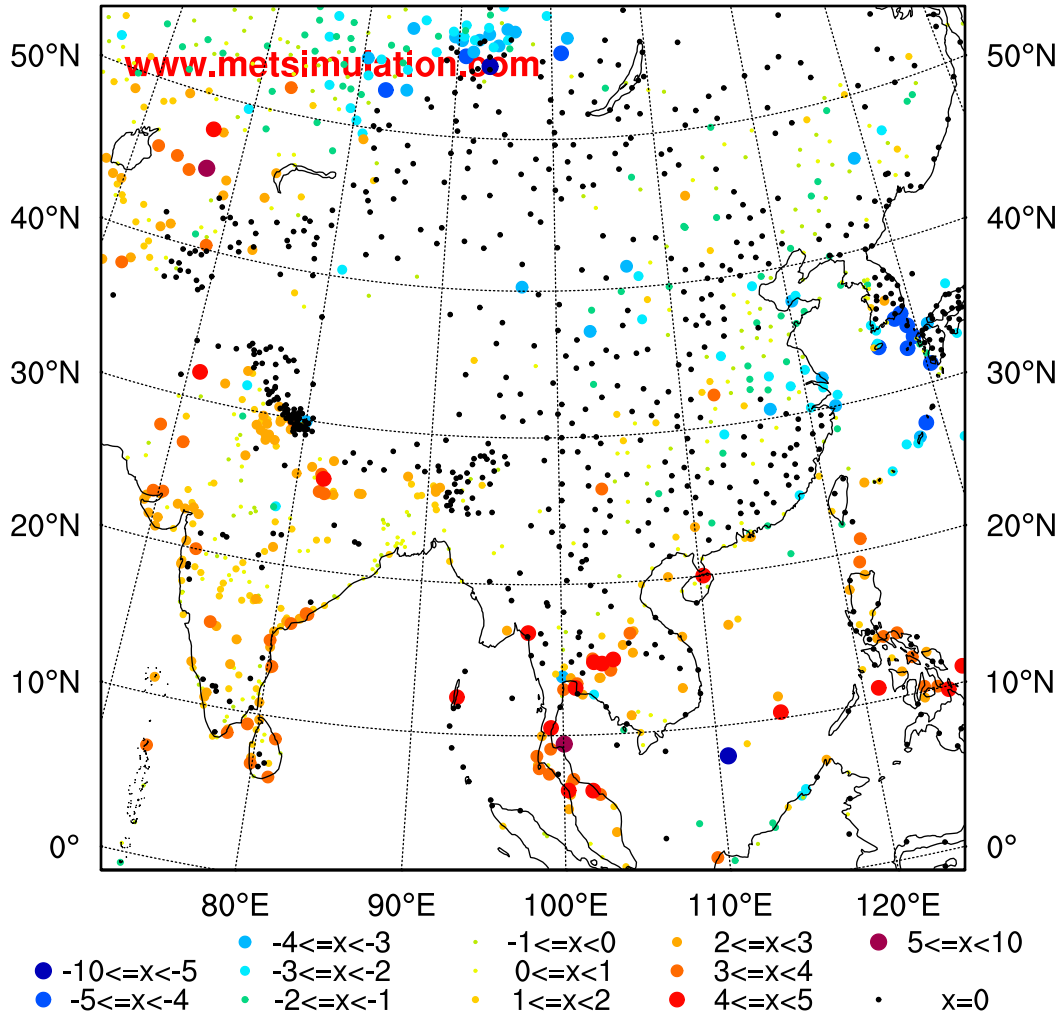 50°N 50°N
www.metsimulation.com
40°N 40°N
30°N 30°N
20°N 20°N
10°N 10°N
0° 0°
80°E 90°E 100°E 110°E 120°E
-4<=x<-3 -1<=x<0 2<=x<3 5<=x<10
-10<=x<-5 -3<=x<-2 0<=x<1 3<=x<4
-5<=x<-4 -2<=x<-1 1<=x<2 4<=x<5 x=0